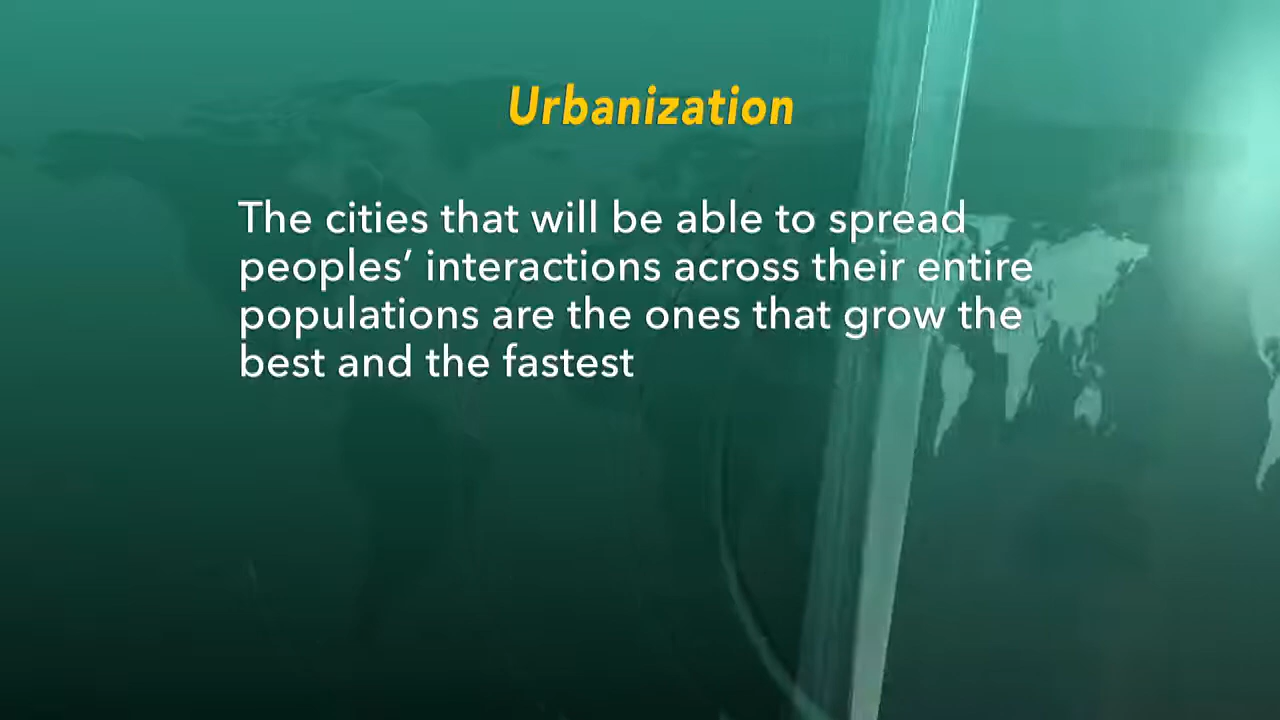 Urbanization
The cities that will be able to spread
peoples’ interactions across their entire
populations are the ones that grow the
best and the fastest